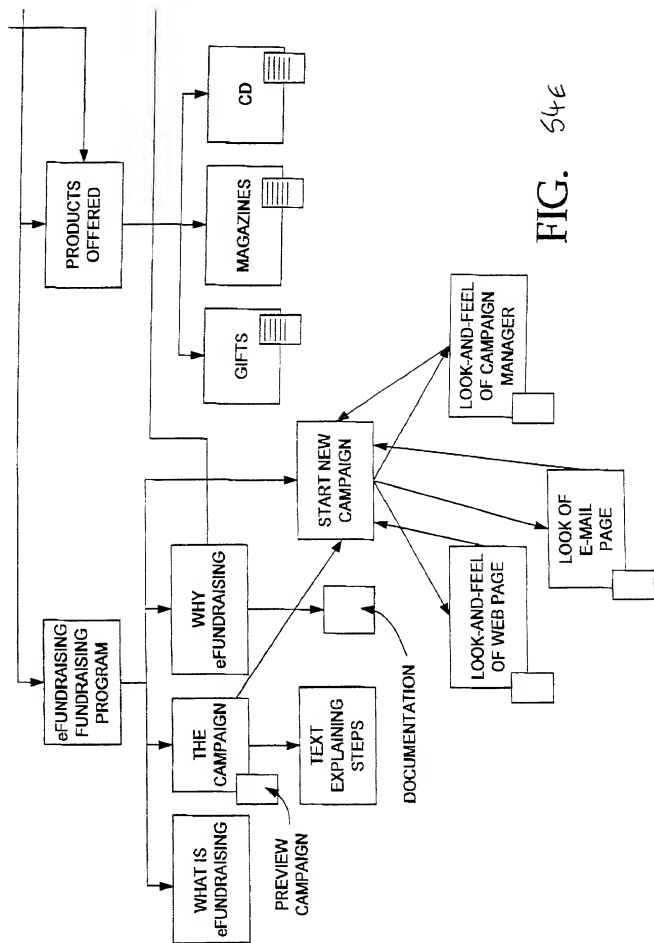 eFUNDRAISING
FUNDRAISING
PROGRAM
PRODUCTS
OFFERED
WHAT IS
eFUNDRAISING
THE
CAMPAIGN
WHY
eFUNDRAISING
GIFTS
MAGAZINES
CD
PREVIEW
CAMPAIGN
TEXT
EXPLAINING
STEPS
DOCUMENTATION
START NEW
CAMPAIGN
LOOK-AND-FEEL
OF WEB PAGE
LOOK OF
E-MAIL
PAGE
LOOK-AND-FEEL
OF CAMPAIGN
MANAGER
FIG. 54E